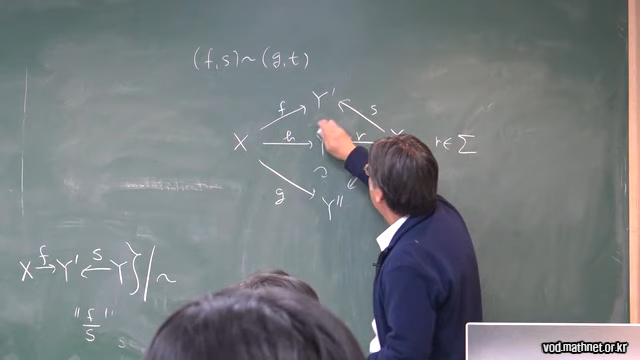 (f,s)~(g,t)
Y'
f s
X h r Y r∈Σ
g
Y''
X f→ Y' ←s Y}/~
"f/s"
vod.mathnet.or.kr